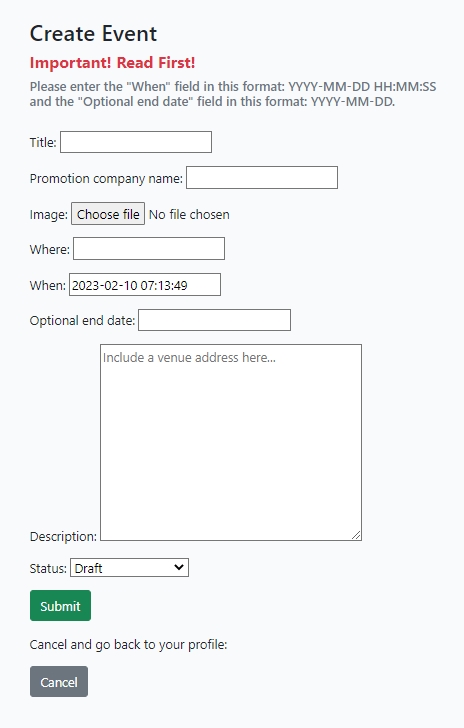 Create Event
Important! Read First!
Please enter the "When" field in this format: YYYY-MM-DD HH:MM:SS
and the "Optional end date" field in this format: YYYY-MM-DD.
Title:
Promotion company name:
Image: Choose file No file chosen
Where:
When: 2023-02-10 07:13:49
Optional end date:
Include a venue address here...
Description:
Status: Draft
Submit
Cancel and go back to your profile:
Cancel